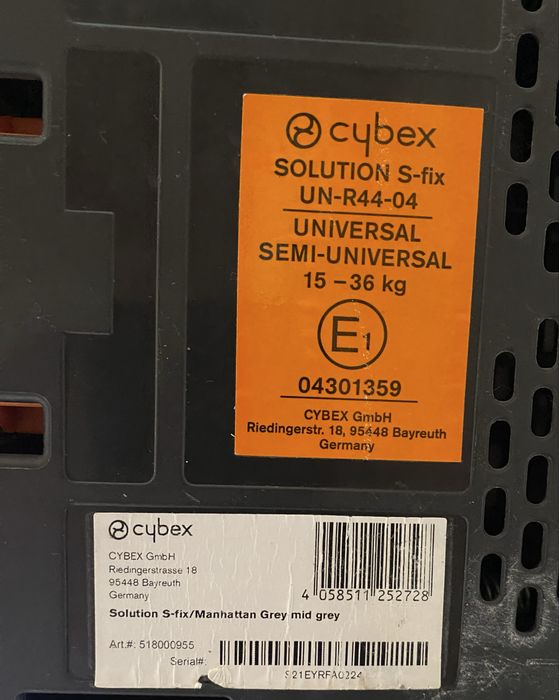 cybex
SOLUTION S-fix
UN-R44-04
UNIVERSAL
SEMI-UNIVERSAL
15 – 36 kg
E1
04301359
CYBEX GmbH
Riedingerstr. 18, 95448 Bayreuth
Germany
cybex
CYBEX GmbH
Riedingerstrasse 18
95448 Bayreuth
Germany
4 058511 252728
Solution S-fix/Manhattan Grey mid grey
Art.#: 518000955
Serial#:
S21EYRFA0224